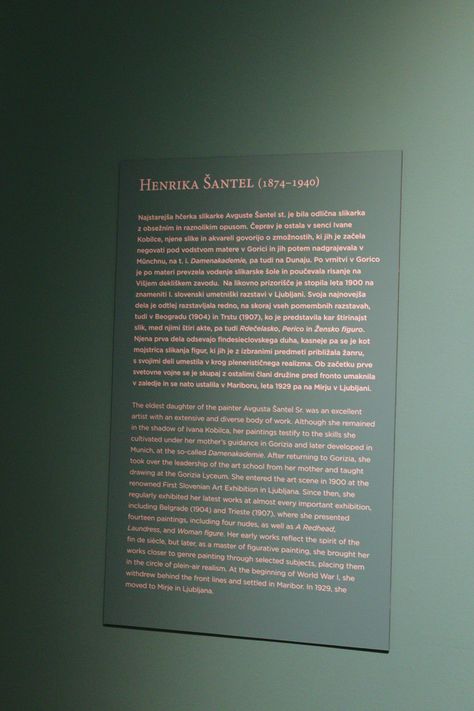 HENRIKA ŠANTEL (1874–1940)
Najstarejša hčerka slikarke Avguste Šantel st. je bila odlična slikarka
z obsežnim in raznolikim opusom. Čeprav je ostala v senci Ivane
Kobilce, njene slike in akvareli govorijo o zmožnostih, ki jih je začela
negovati pod vodstvom matere v Gorici in jih potem nadgrajevala v
Münchnu, na t. i. Damenakademie, pa tudi na Dunaju. Po vrnitvi v Gorico
je po materi prevzela vodenje slikarske šole in poučevala risanje na
Višjem dekliškem zavodu. Na likovno prizorišče je stopila leta 1900 na
znameniti I. slovenski umetniški razstavi v Ljubljani. Svoja najnovejša
dela je odtlej razstavljala redno, na skoraj vseh pomembnih razstavah,
tudi v Beogradu (1904) in Trstu (1907), ko je predstavila kar štirinajst
slik, med njimi štiri akte, pa tudi Rdečelasko, Perico in Žensko figuro.
Njena prva dela odsevajo findesieclovskega duha, kasneje pa se je kot
mojstrica slikanja figur, ki jih je z izbranimi predmeti približala žanru,
s svojimi deli umestila v krog pleneristični​nega realizma. Ob začetku prve
svetovne vojne se je skupaj z ostalimi člani družine pred fronto umaknila
v zaledje in se nato ustalila v Mariboru, leta 1929 pa na Mirju v Ljubljani.
The eldest daughter of the painter Avgusta Šantel Sr. was an excellent
artist with an extensive and diverse body of work. Although she remained
in the shadow of Ivana Kobilca, her paintings testify to the skills she
cultivated under her mother's guidance in Gorizia and later developed in
Munich, at the so-called Damenakademie. After returning to Gorizia, she
took over the leadership of the art school from her mother and taught
drawing at the Gorizia Lyceum. She entered the art scene in 1900 at the
renowned First Slovenian Art Exhibition in Ljubljana. Since then, she
regularly exhibited her latest works at almost every important exhibition,
including Belgrade (1904) and Trieste (1907), where she presented
fourteen paintings, including four nudes, as well as A Redhead,
Laundress, and Woman figure. Her early works reflect the spirit of the
fin de siècle, but later, as a master of figurative painting, she brought her
works closer to genre painting through selected subjects, placing them
in the circle of plein-air realism. At the beginning of World War I, she
withdrew behind the front lines and settled in Maribor. In 1929, she
moved to Mirje in Ljubljana.